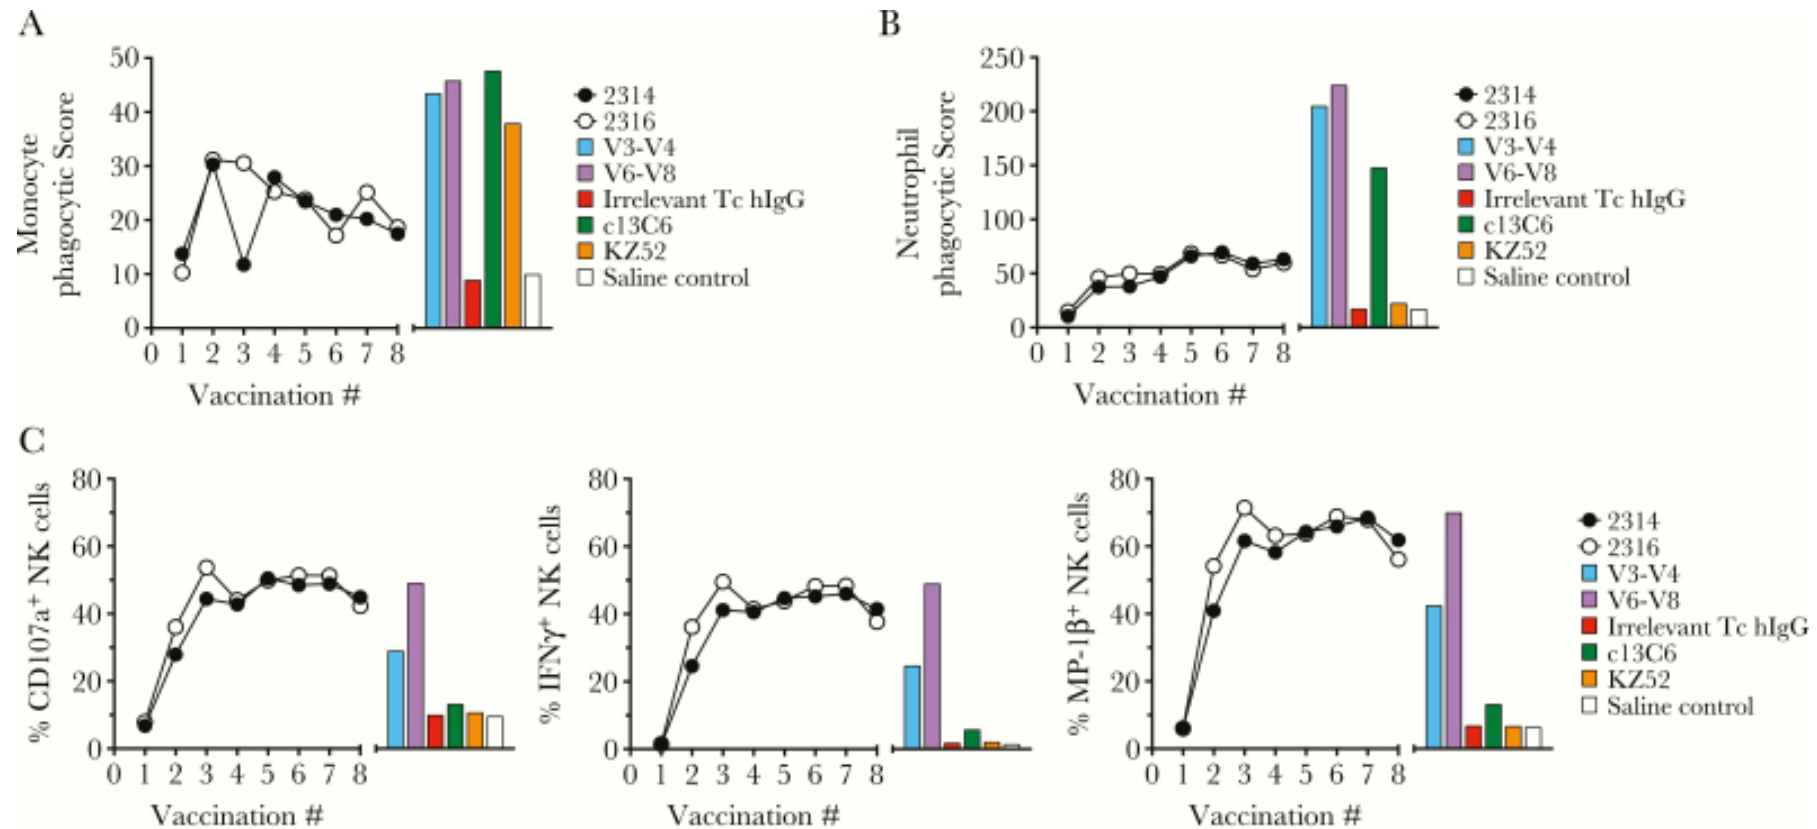 A
Monocyte
phagocytic Score
50
40
30
20
10
0
0 1 2 3 4 5 6 7 8
Vaccination #
2314
2316
V3-V4
V6-V8
Irrelevant Tc hIgG
c13C6
KZ52
Saline control
B
Neutrophil
phagocytic Score
250
200
150
100
50
0
0 1 2 3 4 5 6 7 8
Vaccination #
2314
2316
V3-V4
V6-V8
Irrelevant Tc hIgG
c13C6
KZ52
Saline control
C
% CD107a+ NK cells
80
60
40
20
0
0 1 2 3 4 5 6 7 8
Vaccination #
% IFNγ+ NK cells
80
60
40
20
0
0 1 2 3 4 5 6 7 8
Vaccination #
% MP-1β+ NK cells
80
60
40
20
0
0 1 2 3 4 5 6 7 8
Vaccination #
2314
2316
V3-V4
V6-V8
Irrelevant Tc hIgG
c13C6
KZ52
Saline control